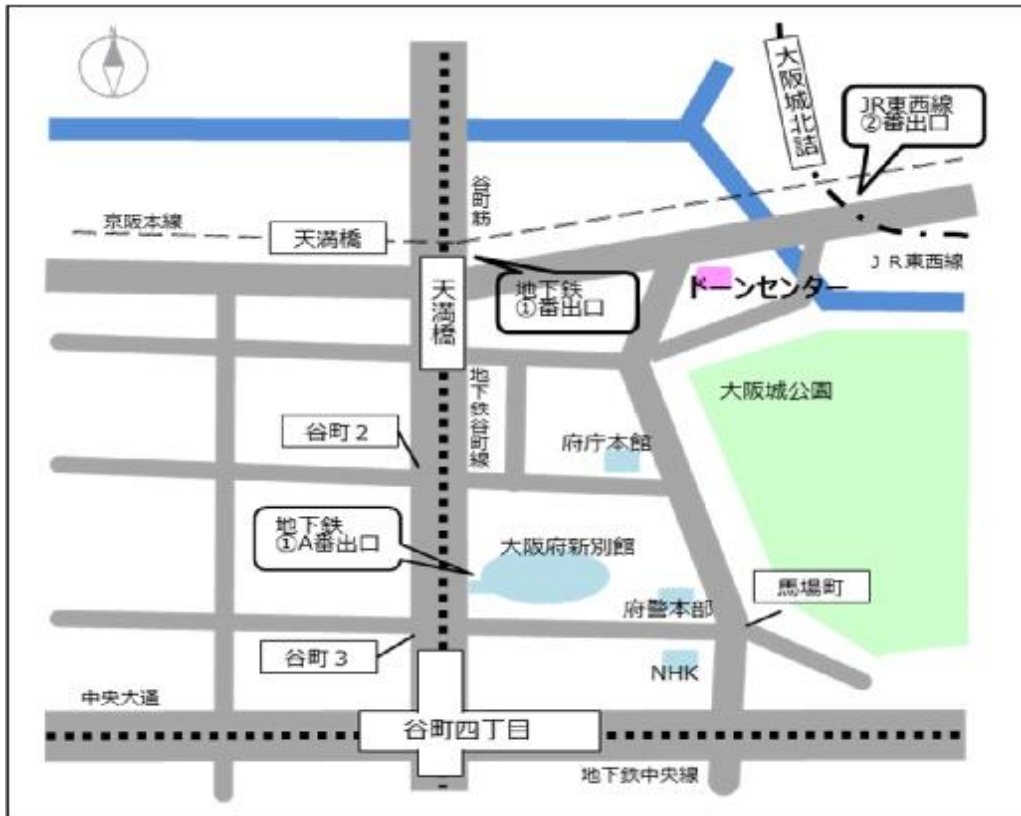 大阪城北詰
JR東西線
②番出口
谷町筋
京阪本線
天満橋
JR東西線
天満橋
地下鉄
①番出口
ドーンセンター
地下鉄谷町線
大阪城公園
谷町2
府庁本館
地下鉄
①A番出口
大阪府新別館
馬場町
府警本部
谷町3
NHK
中央大通
谷町四丁目
地下鉄中央線